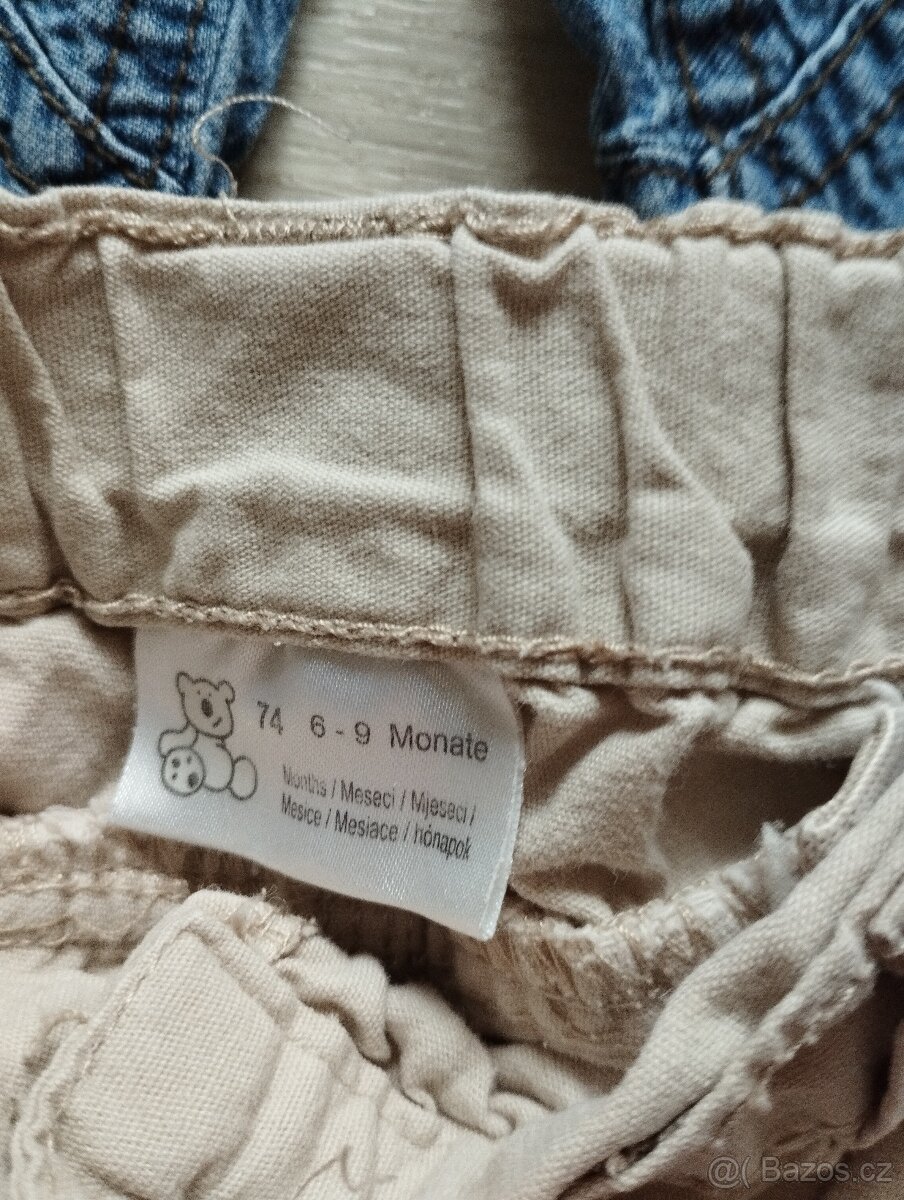 74 6 - 9 Monate
Months / Meseci / Mjeseci /
Mesice / Mesiace / hónapok
@( Bazos.cz